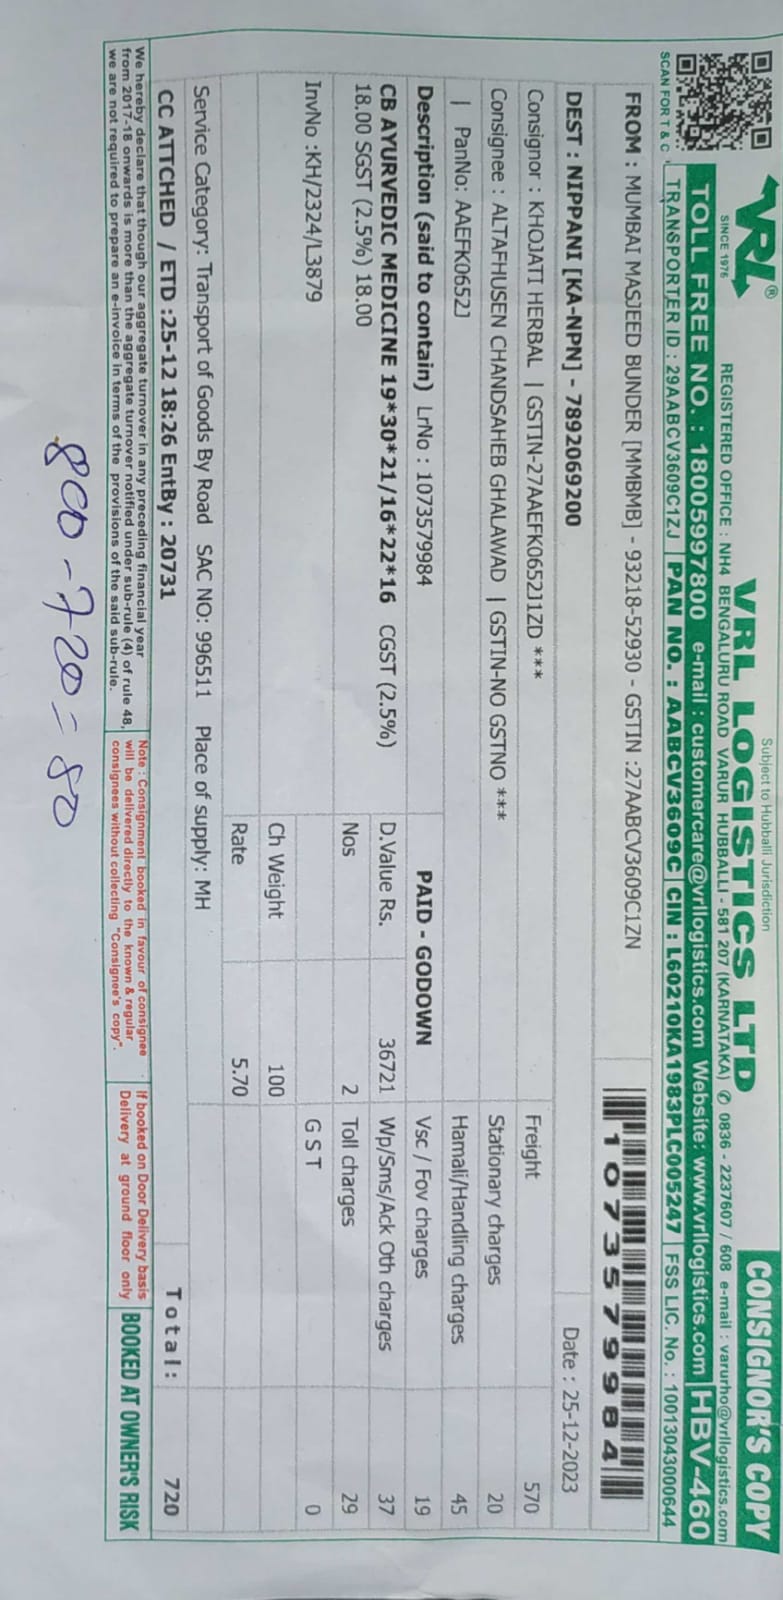 VRL®
SINCE 1976
SCAN FOR T & C
Subject to Hubballi Jurisdiction
VRL LOGISTICS LTD
CONSIGNOR'S COPY
REGISTERED OFFICE : NH4 BENGALURU ROAD VARUR HUBBALLI - 581 207 (KARNATAKA) ✆ 0836 - 2237607 / 608 e-mail : varurho@vrllogistics.com
TOLL FREE NO. : 18005997800 e-mail : customercare@vrllogistics.com Website: www.vrllogistics.com HBV-460
TRANSPORTER ID : 29AABCV3609C1ZJ PAN NO. : AABCV3609C CIN : L60210KA1983PLC005247 FSS LIC. No. : 10013043000644
FROM : MUMBAI MASJEED BUNDER [MMBMB] - 93218-52930 - GSTIN :27AABCV3609C1ZN
1073579984
DEST : NIPPANI [KA-NPN] - 7892069200
Date : 25-12-2023
Consignor : KHOJATI HERBAL | GSTIN-27AAEFK0652J1ZD ***
Freight 570
Consignee : ALTAFHUSEN CHANDSAHEB GHALAWAD | GSTIN-NO GSTNO ***
Stationary charges 20
| PanNo: AAEFK0652J
Hamali/Handling charges 45
Description (said to contain) LrNo : 1073579984 PAID - GODOWN
Vsc / Fov charges 19
CB AYURVEDIC MEDICINE 19*30*21/16*22*16 CGST (2.5%)
18.00 SGST (2.5%) 18.00
D.Value Rs. 36721
Wp/Sms/Ack Oth charges 37
Nos 2
Toll charges 29
InvNo :KH/2324/L3879
G S T 0
Ch Weight 100
Rate 5.70
Service Category: Transport of Goods By Road SAC NO: 996511 Place of supply: MH
CC ATTCHED / ETD :25-12 18:26 EntBy : 20731
Total: 720
We hereby declare that though our aggregate turnover in any preceding financial year
from 2017-18 onwards is more than the aggregate turnover notified under sub-rule (4) of rule 48,
we are not required to prepare an e-invoice in terms of the provisions of the said sub-rule.
Note : Consignment booked in favour of consignee
will be delivered directly to the known & regular
consignees without collecting "Consignee's copy".
If booked on Door Delivery basis
Delivery at ground floor only
BOOKED AT OWNER'S RISK
800 - 720 = 80